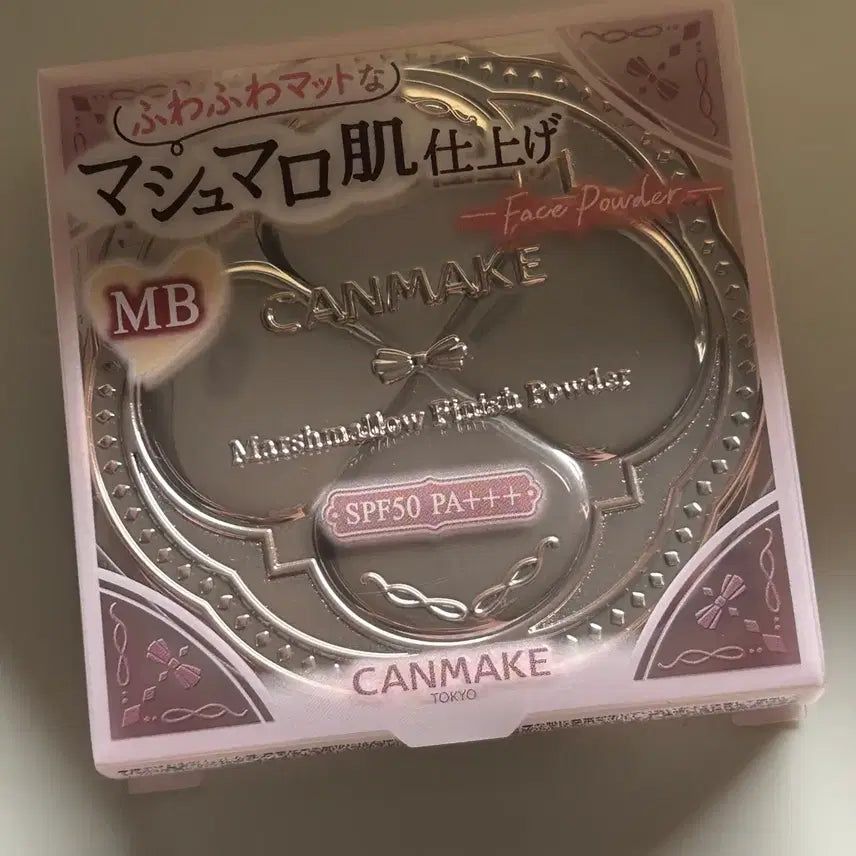 ふわふわマットな
マシュマロ肌仕上げ
Face Powder
MB
CANMAKE
Marshmallow Finish Powder
SPF50 PA+++
CANMAKE
TOKYO